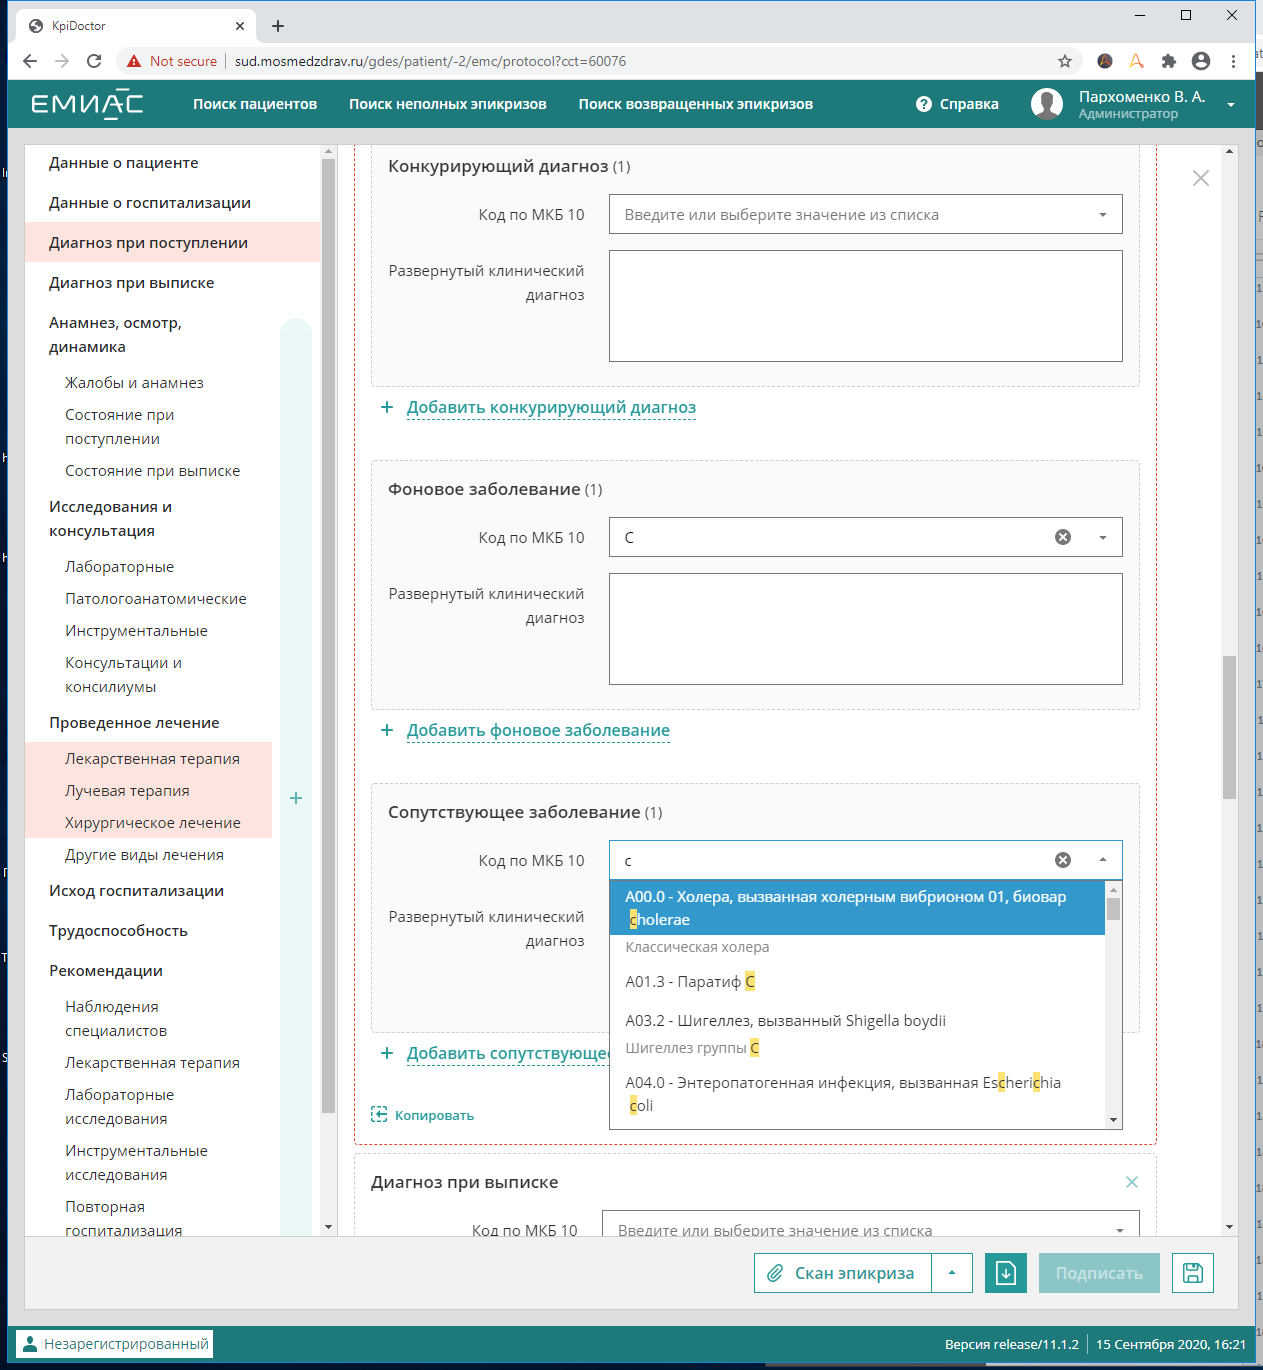 KpiDoctor
Not secure
sud.mosmedzdrav.ru/gdes/patient/-2/emc/protocol?cct=60076
ЕМИАС
Поиск пациентов
Поиск неполных эпикризов
Поиск возвращенных эпикризов
Справка
Пархоменко В. А.
Администратор
Данные о пациенте
Данные о госпитализации
Диагноз при поступлении
Диагноз при выписке
Анамнез, осмотр,
динамика
Жалобы и анамнез
Состояние при
поступлении
Состояние при выписке
Исследования и
консультация
Лабораторные
Патологоанатомические
Инструментальные
Консультации и
консилиумы
Проведенное лечение
Лекарственная терапия
Лучевая терапия
Хирургическое лечение
Другие виды лечения
Исход госпитализации
Трудоспособность
Рекомендации
Наблюдения
специалистов
Лекарственная терапия
Лабораторные
исследования
Инструментальные
исследования
Повторная
госпитализация
Конкурирующий диагноз (1)
Код по МКБ 10
Введите или выберите значение из списка
Развернутый клинический
диагноз
+ Добавить конкурирующий диагноз
Фоновое заболевание (1)
Код по МКБ 10
С
Развернутый клинический
диагноз
+ Добавить фоновое заболевание
Сопутствующее заболевание (1)
Код по МКБ 10
с
Развернутый клинический
диагноз
A00.0 - Холера, вызванная холерным вибрионом 01, биовар
cholerae
Классическая холера
A01.3 - Паратиф C
A03.2 - Шигеллез, вызванный Shigella boydii
Шигеллез группы C
A04.0 - Энтеропатогенная инфекция, вызванная Escherichia
coli
+ Добавить сопутствующе
Копировать
Диагноз при выписке
Код по МКБ 10
Введите или выберите значение из списка
Скан эпикриза
Подписать
Незарегистрированный
Версия release/11.1.2
15 Сентября 2020, 16:21